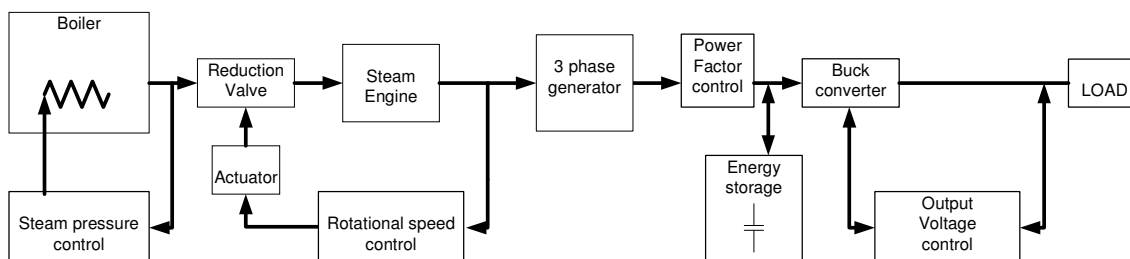 Boiler
Reduction
Valve
Steam
Engine
3 phase
generator
Power
Factor
control
Buck
converter
LOAD
Actuator
Energy
storage
Steam pressure
control
Rotational speed
control
Output
Voltage
control